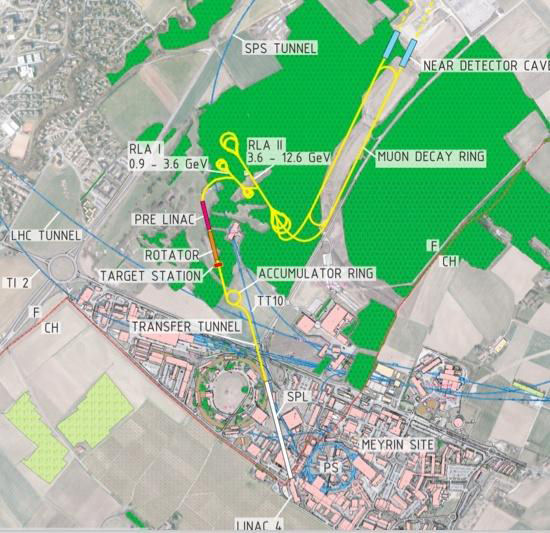 SPS TUNNEL
NEAR DETECTOR CAVE
RLA I
0.9 - 3.6 GeV
RLA II
3.6 - 12.6 GeV
MUON DECAY RING
PRE LINAC
LHC TUNNEL
ROTATOR
F
CH
TI 2
TARGET STATION
ACCUMULATOR RING
TT10
F
CH
TRANSFER TUNNEL
SPL
MEYRIN SITE
PS
LINAC 4